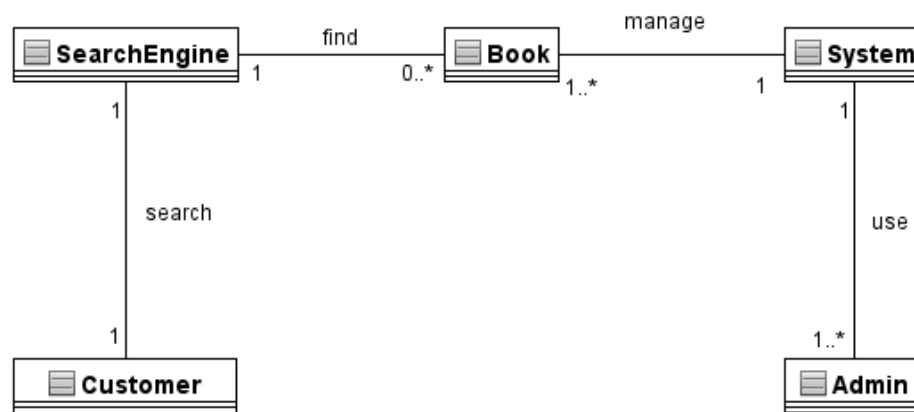 manage
find
SearchEngine
Book
System
1
0..*
1..*
1
1
1
search
use
1
1..*
Customer
Admin